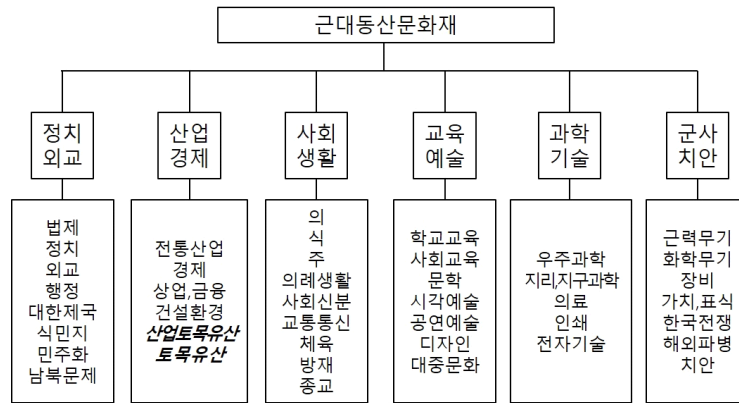 근대동산문화재
정치
외교
산업
경제
사회
생활
교육
예술
과학
기술
군사
치안
법제
정치
외교
행정
대한제국
식민지
민주화
남북문제
전통산업
경제
상업,금융
건설환경
산업토목유산
토목유산
의
식
주
의례생활
사회신분
교통통신
체육
방재
종교
학교교육
사회교육
문학
시각예술
공연예술
디자인
대중문화
우주과학
지리,지구과학
의료
인쇄
전자기술
근력무기
화학무기
장비
가치,표식
한국전쟁
해외파병
치안